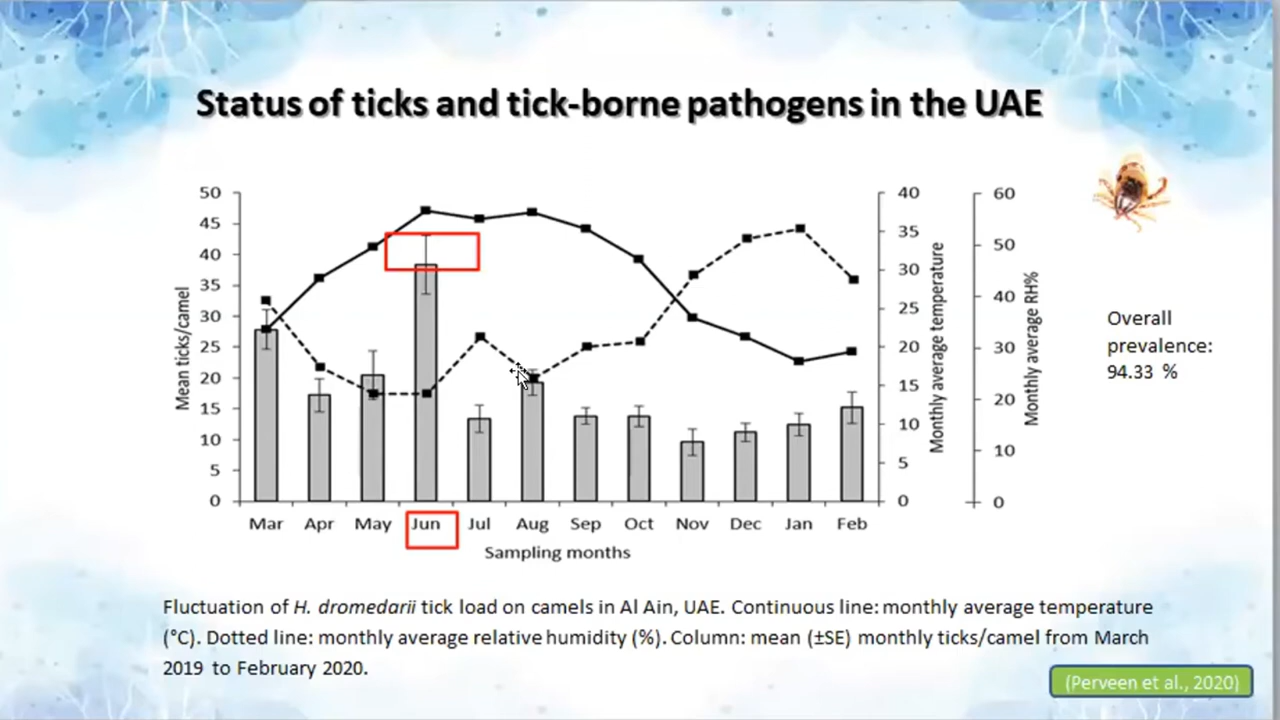 Status of ticks and tick-borne pathogens in the UAE
50
45
40
35
30
25
20
15
10
5
0
Mean ticks/camel
40
35
30
25
20
15
10
5
0
Monthly average temperature
60
50
40
30
20
10
0
Monthly average RH%
Mar Apr May Jun Jul Aug Sep Oct Nov Dec Jan Feb
Sampling months
Overall
prevalence:
94.33 %
Fluctuation of H. dromedarii tick load on camels in Al Ain, UAE. Continuous line: monthly average temperature
(°C). Dotted line: monthly average relative humidity (%). Column: mean (±SE) monthly ticks/camel from March
2019 to February 2020.
(Perveen et al., 2020)